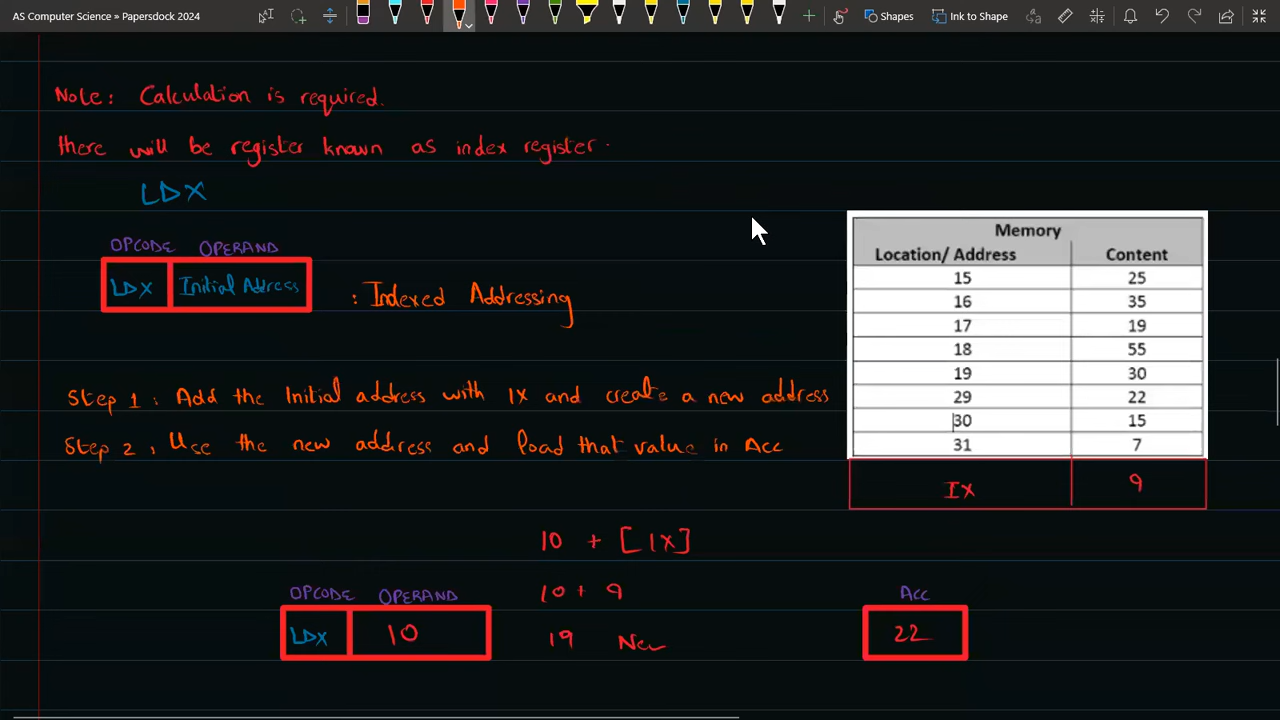 AS Computer Science » Papersdock 2024
Shapes
Ink to Shape
Note: Calculation is required.
there will be register known as index register.
LDX
OPCODE OPERAND
LDX Initial Address : Indexed Addressing
Memory
Location/ Address Content
15 25
16 35
17 19
18 55
19 30
29 22
30 15
31 7
IX 9
Step 1 : Add the Initial address with IX and create a new address
Step 2 : Use the new address and load that value in Acc
10 + [IX]
10 + 9
19 New
OPCODE OPERAND
LDX 10
Acc
22